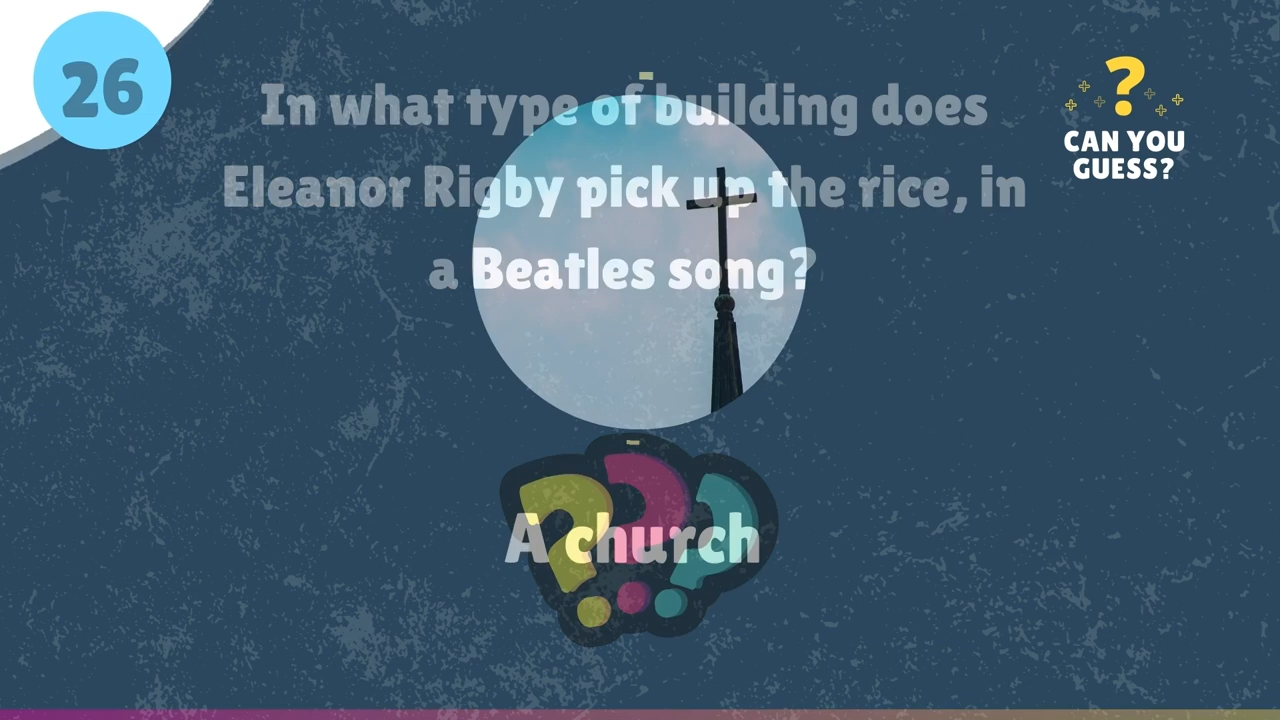 26
In what type of building does
Eleanor Rigby pick up the rice, in
a Beatles song?
?
CAN YOU
GUESS?
???
A church